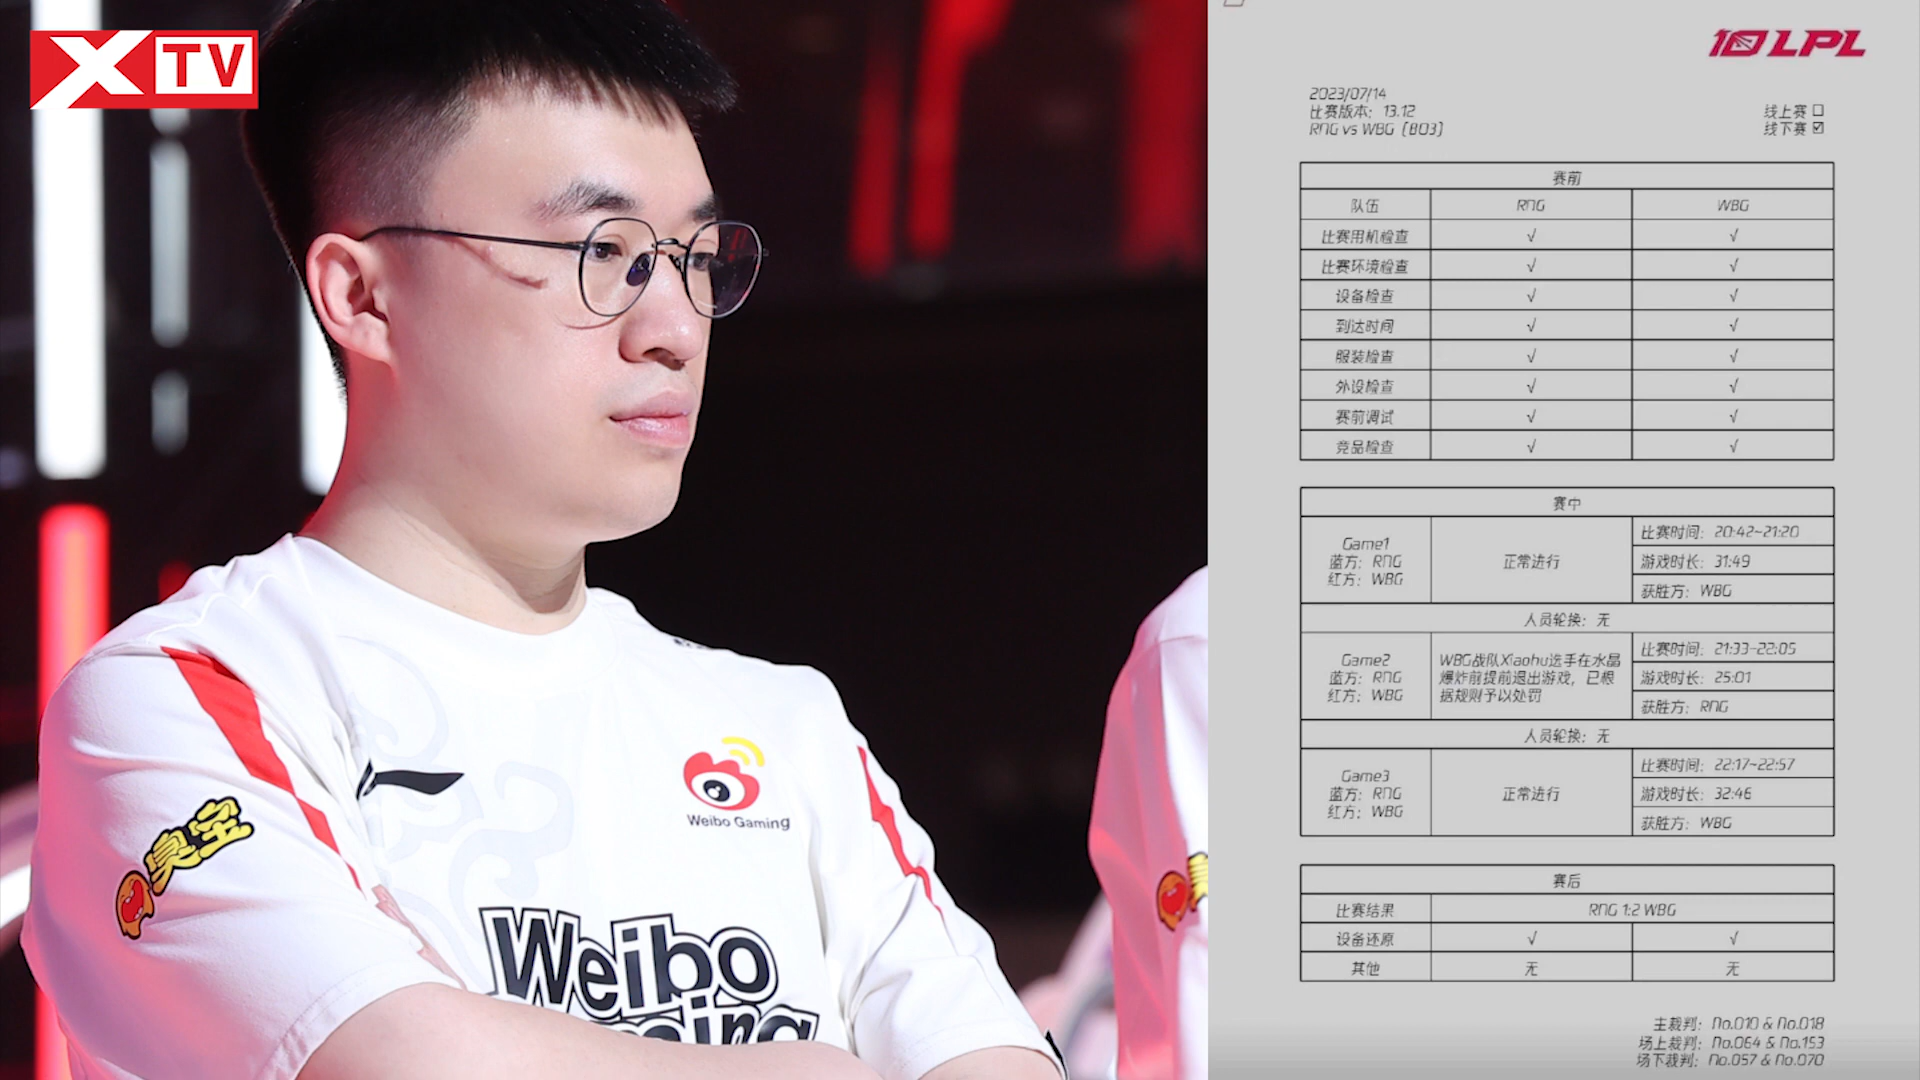 XTV
臭宝
Weibo Gaming
Weibo
LPL
2023/07/14
比赛版本：13.12
RNG vs WBG（BO3）
线上赛 ☐
线下赛 ☑
赛前
队伍 RNG WBG
比赛用机检查 √ √
比赛环境检查 √ √
设备检查 √ √
到达时间 √ √
服装检查 √ √
外设检查 √ √
赛前调试 √ √
竞品检查 √ √
赛中
Game1
蓝方：RNG
红方：WBG
正常进行
比赛时间：20:42~21:20
游戏时长：31:49
获胜方：WBG
人员轮换：无
Game2
蓝方：RNG
红方：WBG
WBG战队Xiaohu选手在水晶
爆炸前提前退出游戏，已根
据规则予以处罚
比赛时间：21:33~22:05
游戏时长：25:01
获胜方：RNG
人员轮换：无
Game3
蓝方：RNG
红方：WBG
正常进行
比赛时间：22:17~22:57
游戏时长：32:46
获胜方：WBG
赛后
比赛结果 RNG 1:2 WBG
设备还原 √ √
其他 无 无
主裁判：No.010 & No.018
场上裁判：No.064 & No.153
场下裁判：No.057 & No.070